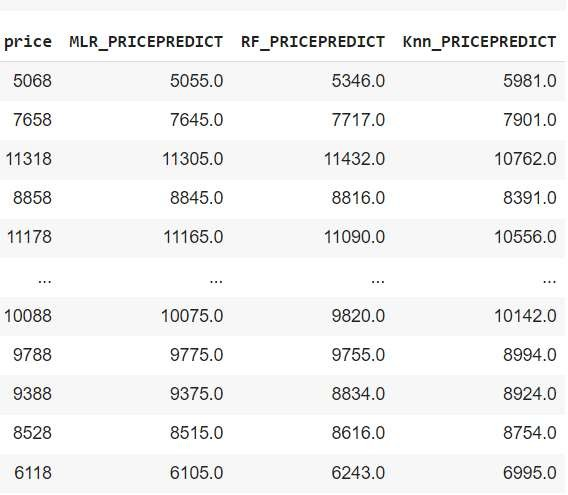 price MLR_PRICEPREDICT RF_PRICEPREDICT Knn_PRICEPREDICT
5068 5055.0 5346.0 5981.0
7658 7645.0 7717.0 7901.0
11318 11305.0 11432.0 10762.0
8858 8845.0 8816.0 8391.0
11178 11165.0 11090.0 10556.0
... ... ... ...
10088 10075.0 9820.0 10142.0
9788 9775.0 9755.0 8994.0
9388 9375.0 8834.0 8924.0
8528 8515.0 8616.0 8754.0
6118 6105.0 6243.0 6995.0